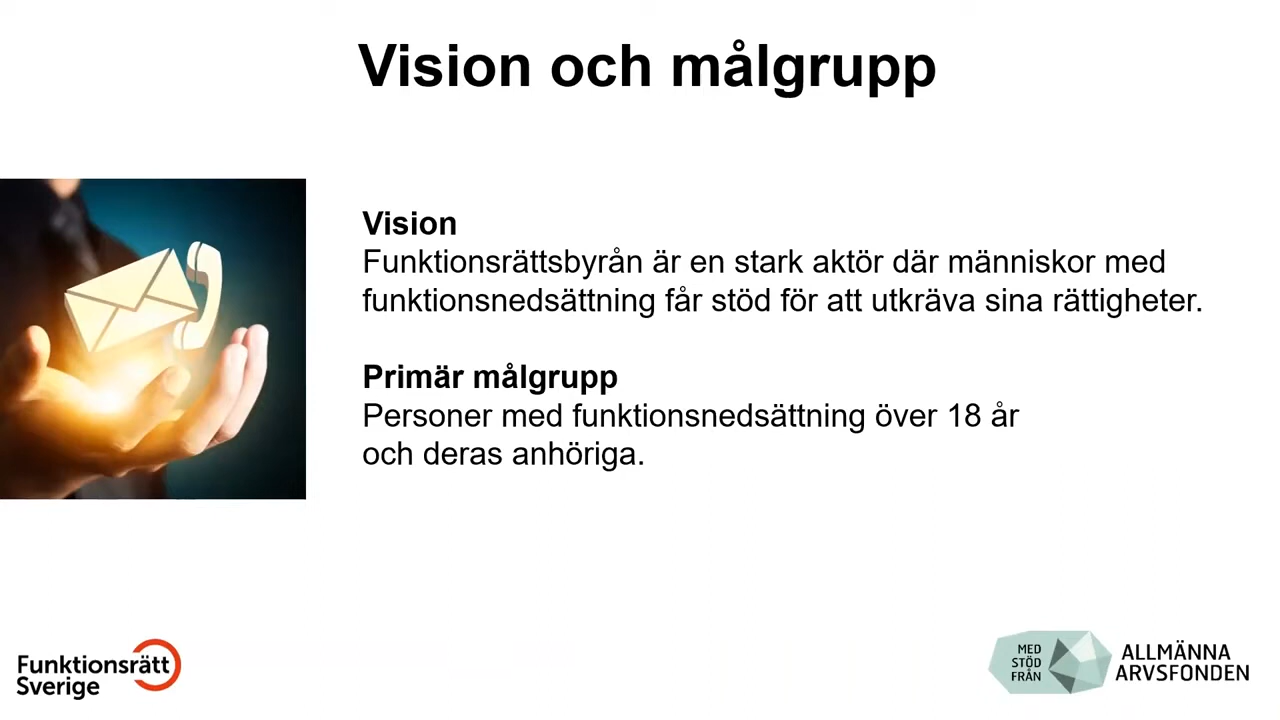 Vision och målgrupp
Vision
Funktionsrättsbyrån är en stark aktör där människor med
funktionsnedsättning får stöd för att utkräva sina rättigheter.
Primär målgrupp
Personer med funktionsnedsättning över 18 år
och deras anhöriga.
Funktionsrätt
Sverige
MED
STÖD
FRÅN
ALLMÄNNA
ARVSFONDEN